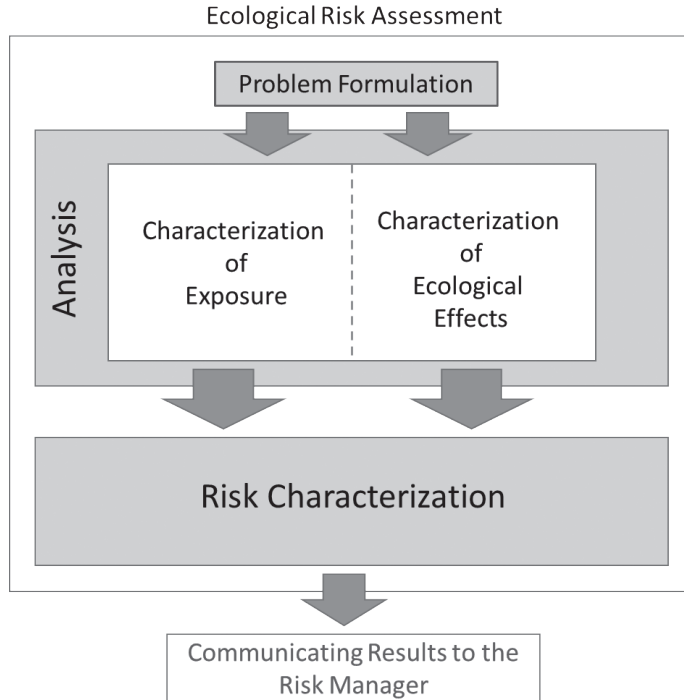 Ecological Risk Assessment
Problem Formulation
Analysis
Characterization
of
Exposure
Characterization
of
Ecological
Effects
Risk Characterization
Communicating Results to the
Risk Manager